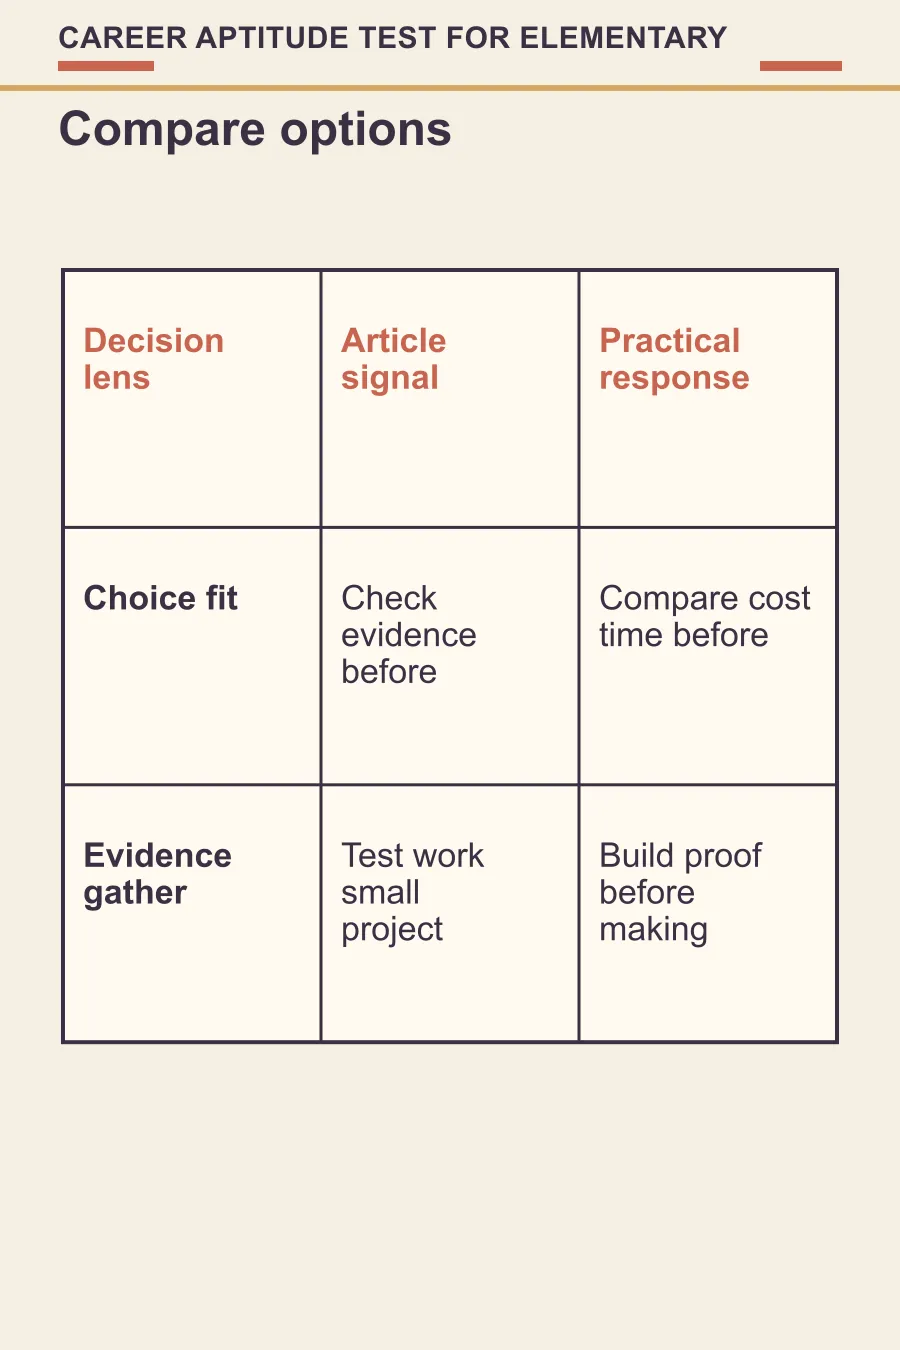 CAREER APTITUDE TEST FOR ELEMENTARY
Compare options
Decision
lens
Article
signal
Practical
response
Choice fit
Check
evidence
before
Compare cost
time before
Evidence
gather
Test work
small
project
Build proof
before
making